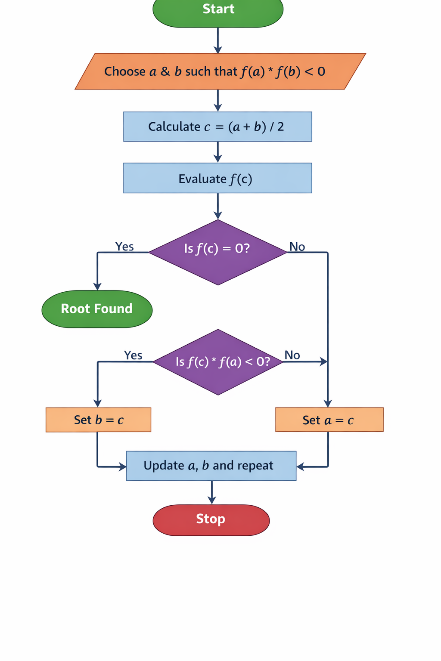 Start
Choose a & b such that f(a) * f(b) < 0
Calculate c = (a + b) / 2
Evaluate f(c)
Is f(c) = 0?
Yes
No
Root Found
Is f(c) * f(a) < 0?
Yes
No
Set b = c
Set a = c
Update a, b and repeat
Stop